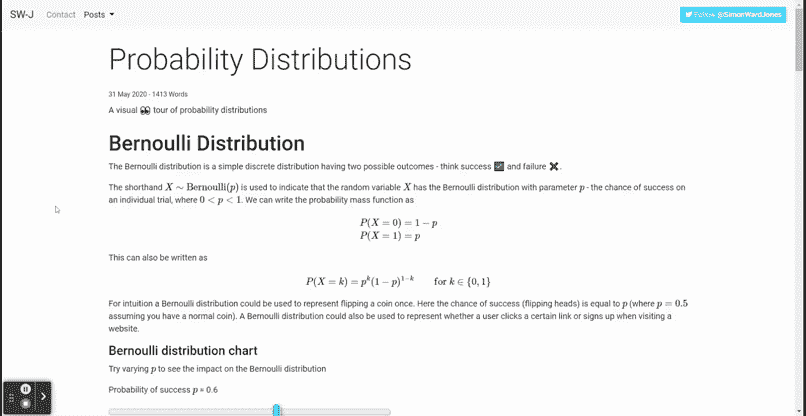 SW-J Contact Posts Follow @SimonWardJones
Probability Distributions
31 May 2020 · 1413 Words
A visual 👀 tour of probability distributions
Bernoulli Distribution
The Bernoulli distribution is a simple discrete distribution having two possible outcomes - think success ✅ and failure ✖.
The shorthand X ∼ Bernoulli(p) is used to indicate that the random variable X has the Bernoulli distribution with parameter p - the chance of success on
an individual trial, where 0 < p < 1. We can write the probability mass function as
P(X = 0) = 1 − p
P(X = 1) = p
This can also be written as
P(X = k) = pᵏ(1 − p)¹⁻ᵏ for k ∈ {0, 1}
For intuition a Bernoulli distribution could be used to represent flipping a coin once. Here the chance of success (flipping heads) is equal to p (where p = 0.5
assuming you have a normal coin). A Bernoulli distribution could also be used to represent whether a user clicks a certain link or signs up when visiting a
website.
Bernoulli distribution chart
Try varying p to see the impact on the Bernoulli distribution
Probability of success p = 0.6